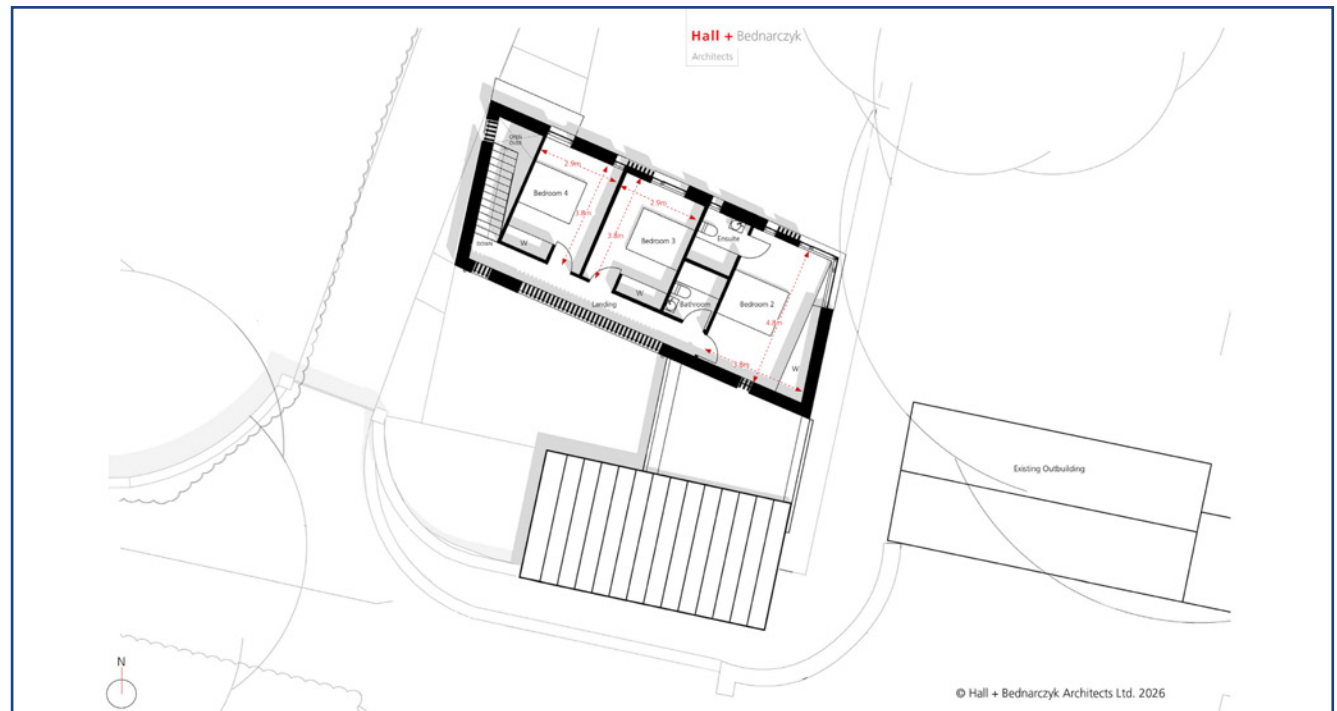 Hall + Bednarczyk
Architects
OPEN
OVER
2.9m
Bedroom 4
3.8m
2.9m
Bedroom 3
3.8m
Ensuite
W
DOWN
W
Landing
Bathroom
Bedroom 2
4.8m
3.8m
W
Existing Outbuilding
N
© Hall + Bednarczyk Architects Ltd. 2026